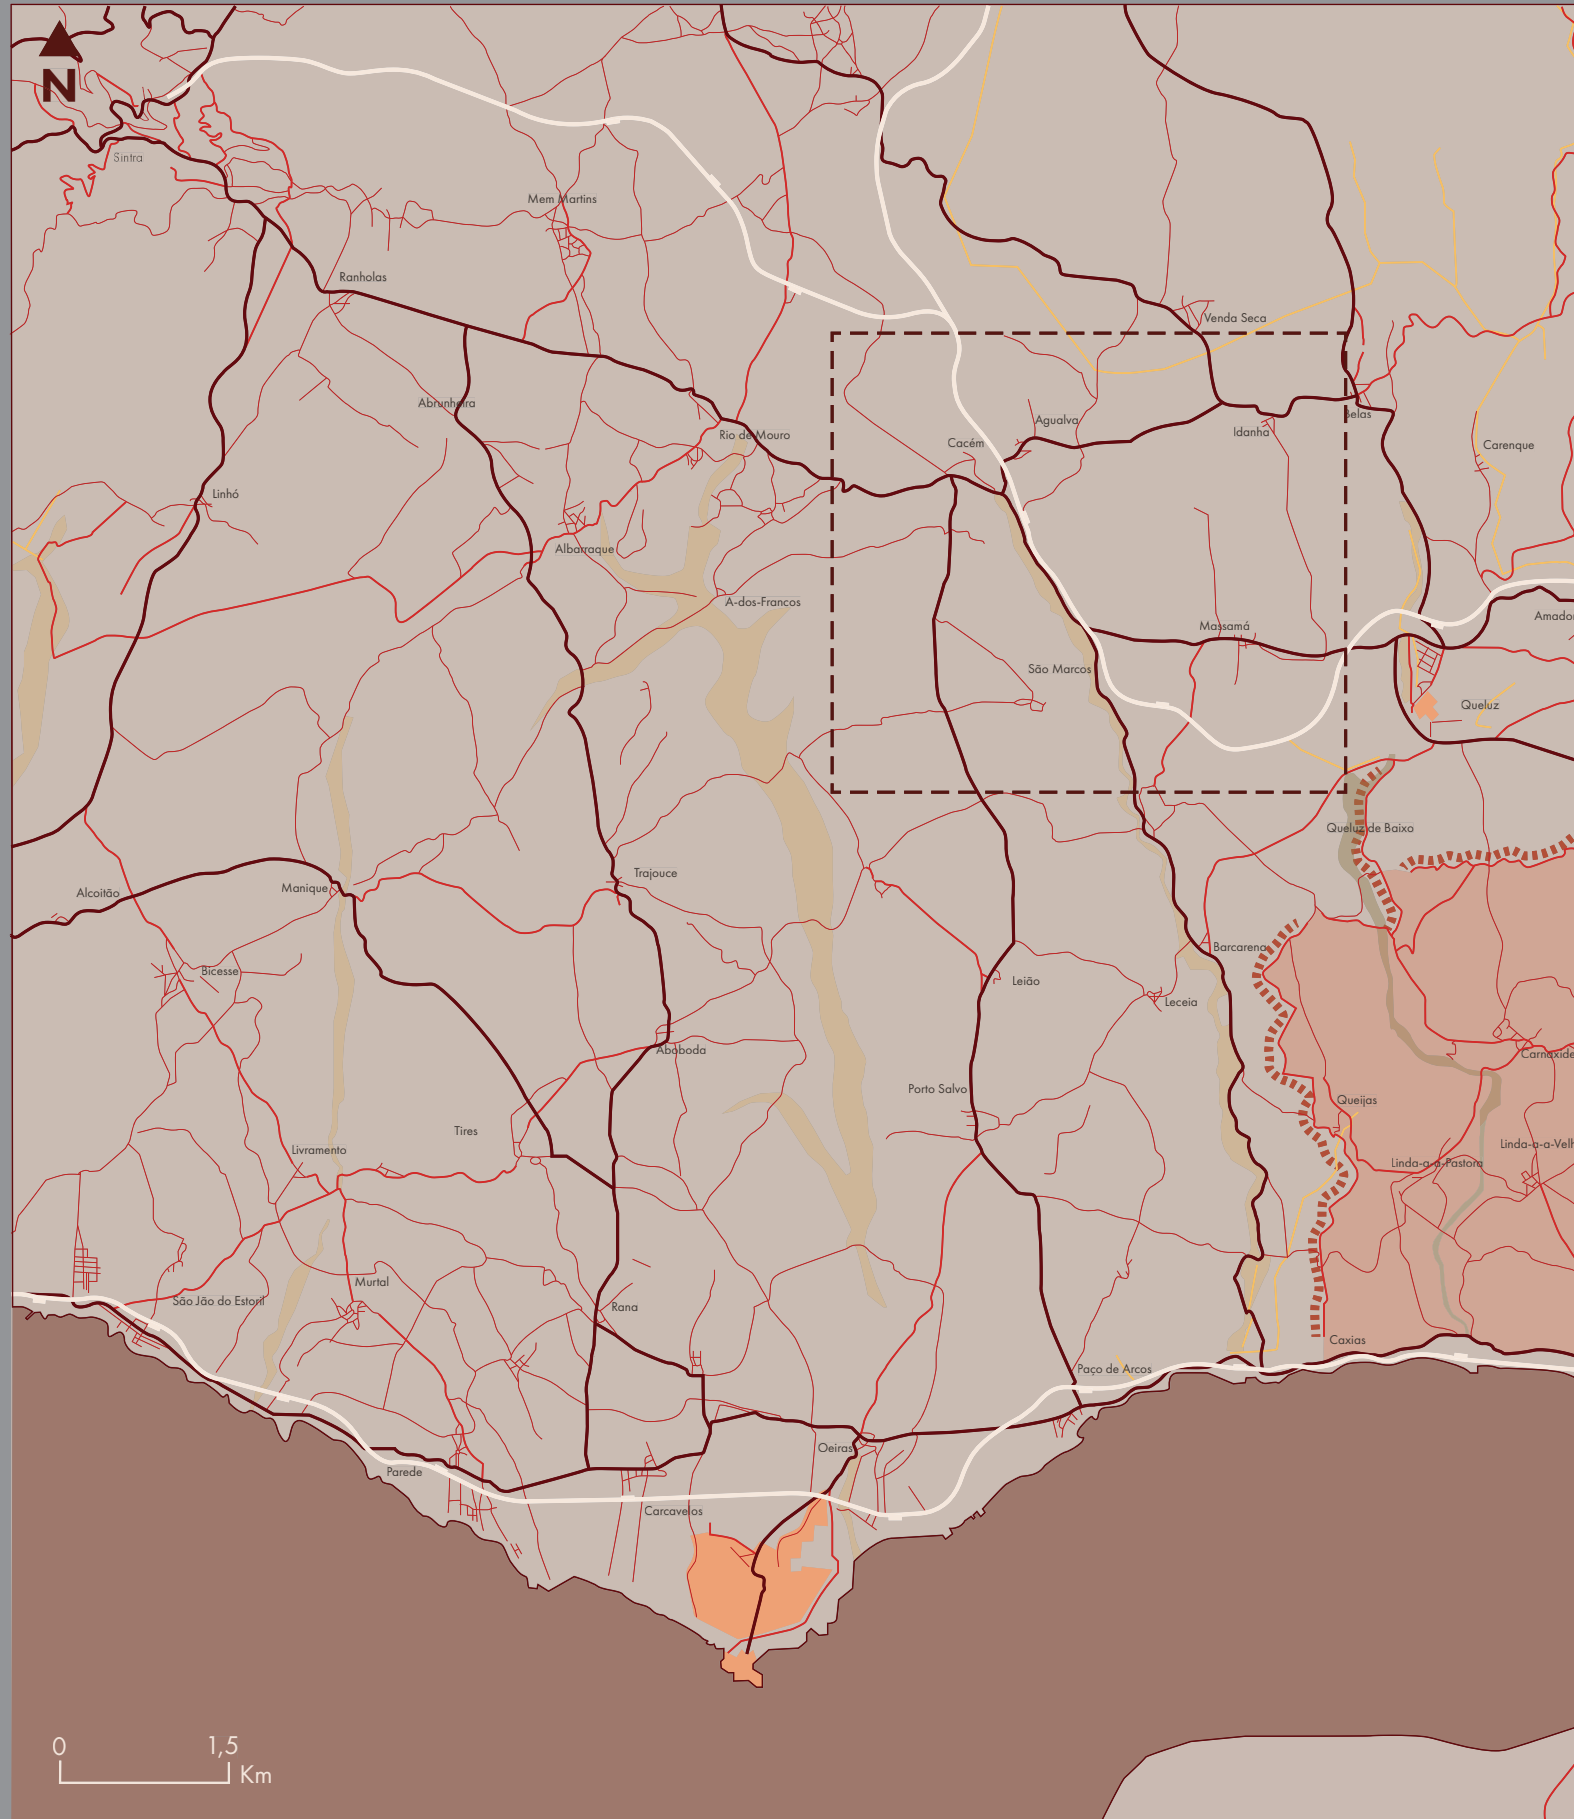 N
Sintra
Mem Martins
Ranholas
Venda Seca
Abrunheira
Rio de Mouro
Agualva
Cacém
Idanha
Belas
Carenque
Linhó
Albarraque
A-dos-Francos
Massamá
Amador
São Marcos
Queluz
Queluz de Baixo
Trajouce
Manique
Alcoitão
Barcarena
Bicesse
Leião
Leceia
Aboboda
Carnaxide
Porto Salvo
Queijas
Tires
Livramento
Linda-a-a-Velh
Linda-a-a-Pastora
Murtal
São Jão do Estoril
Rana
Caxias
Paço de Arcos
Oeiras
Parede
Carcavelos
0 1,5
Km